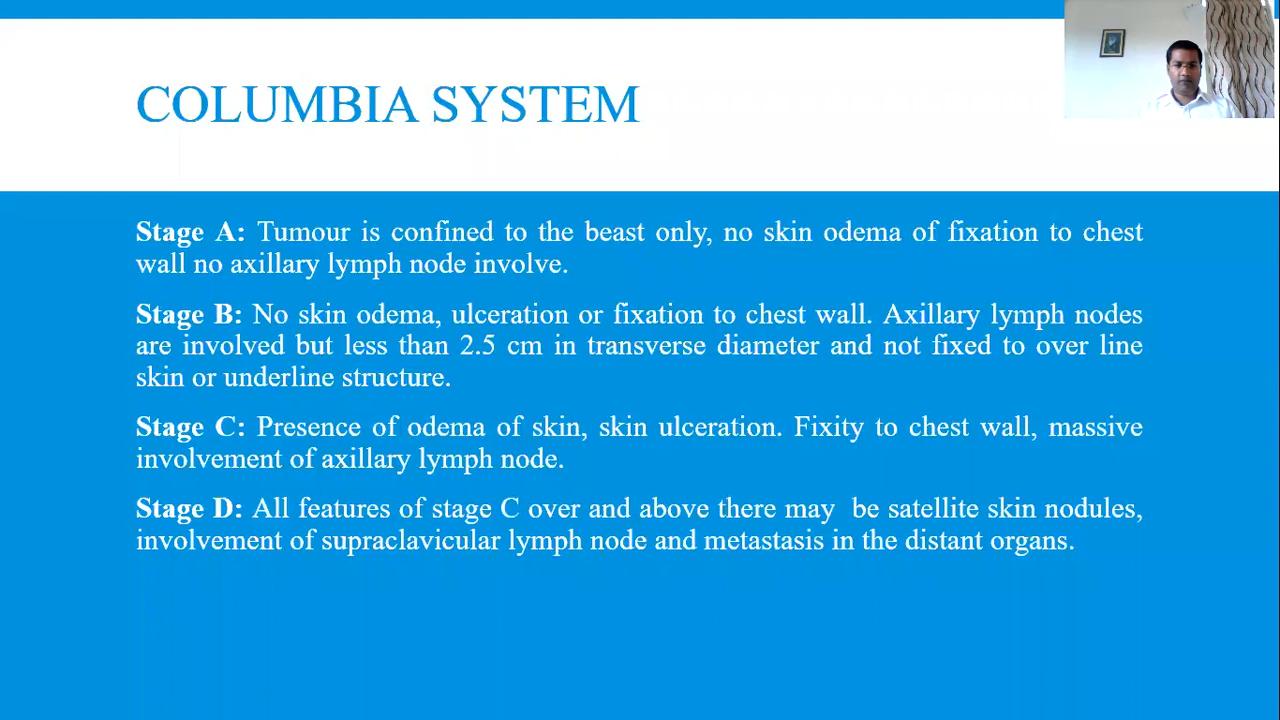 COLUMBIA SYSTEM
Stage A: Tumour is confined to the beast only, no skin odema of fixation to chest
wall no axillary lymph node involve.
Stage B: No skin odema, ulceration or fixation to chest wall. Axillary lymph nodes
are involved but less than 2.5 cm in transverse diameter and not fixed to over line
skin or underline structure.
Stage C: Presence of odema of skin, skin ulceration. Fixity to chest wall, massive
involvement of axillary lymph node.
Stage D: All features of stage C over and above there may  be satellite skin nodules,
involvement of supraclavicular lymph node and metastasis in the distant organs.